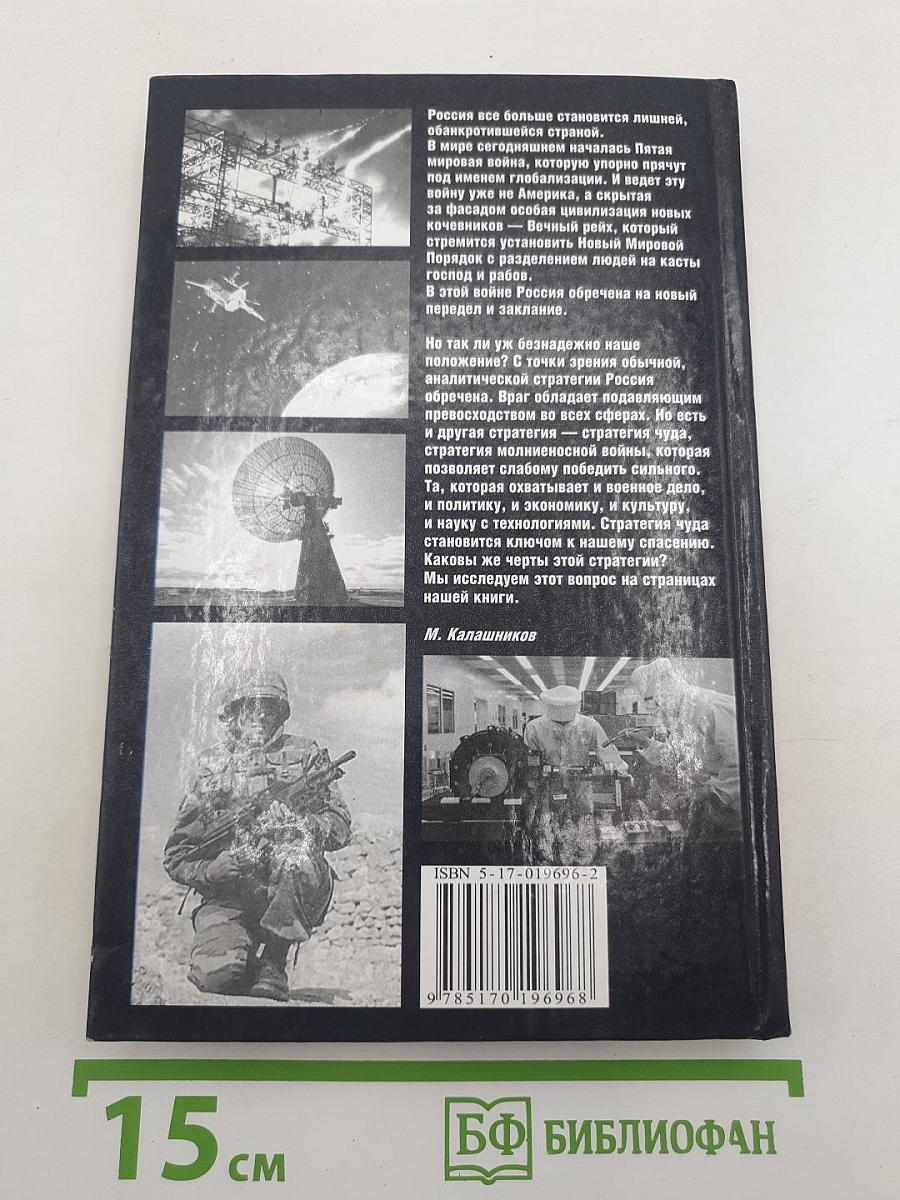 Россия все больше становится лишней,
обанкротившейся страной.
В мире сегодняшнем началась Пятая
мировая война, которую упорно прячут
под именем глобализации. И ведет эту
войну уже не Америка, а скрытая
за фасадом особая цивилизация новых
кочевников — Вечный рейх, который
стремится установить Новый Мировой
Порядок с разделением людей на касты
господ и рабов.
В этой войне Россия обречена на новый
передел и заклание.
Но так ли уж безнадежно наше
положение? С точки зрения обычной,
аналитической стратегии Россия
обречена. Враг обладает подавляющим
превосходством во всех сферах. Но есть
и другая стратегия — стратегия чуда,
стратегия молниеносной войны, которая
позволяет слабому победить сильного.
Та, которая охватывает и военное дело,
и политику, и экономику, и культуру,
и науку с технологиями. Стратегия чуда
становится ключом к нашему спасению.
Каковы же черты этой стратегии?
Мы исследуем этот вопрос на страницах
нашей книги.
М. Калашников
ISBN 5-17-019696-2
9 785170 196968
15 см
БФ БИБЛИОФАН